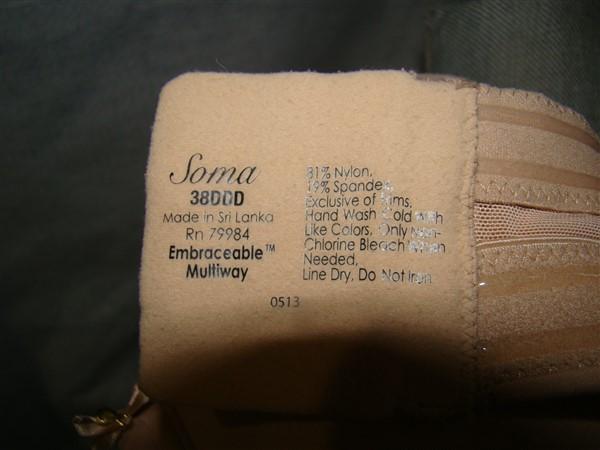 Soma
38DDD
Made in Sri Lanka
Rn 79984
Embraceable™
Multiway
81% Nylon,
19% Spandex
Exclusive of Rims,
Hand Wash Cold with
Like Colors, Only Non-
Chlorine Bleach When
Needed,
Line Dry, Do Not Iron
0513